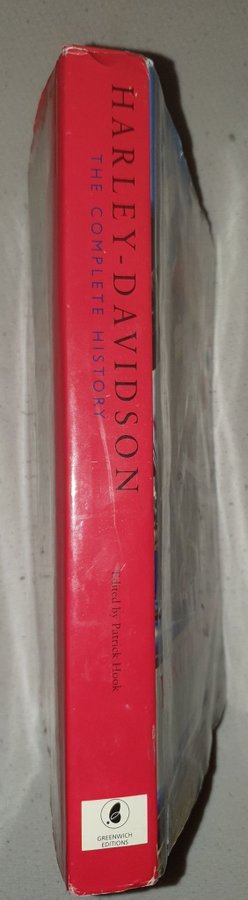 HARLEY-DAVIDSON
THE COMPLETE HISTORY
Edited by Patrick Hook
GREENWICH
EDITIONS